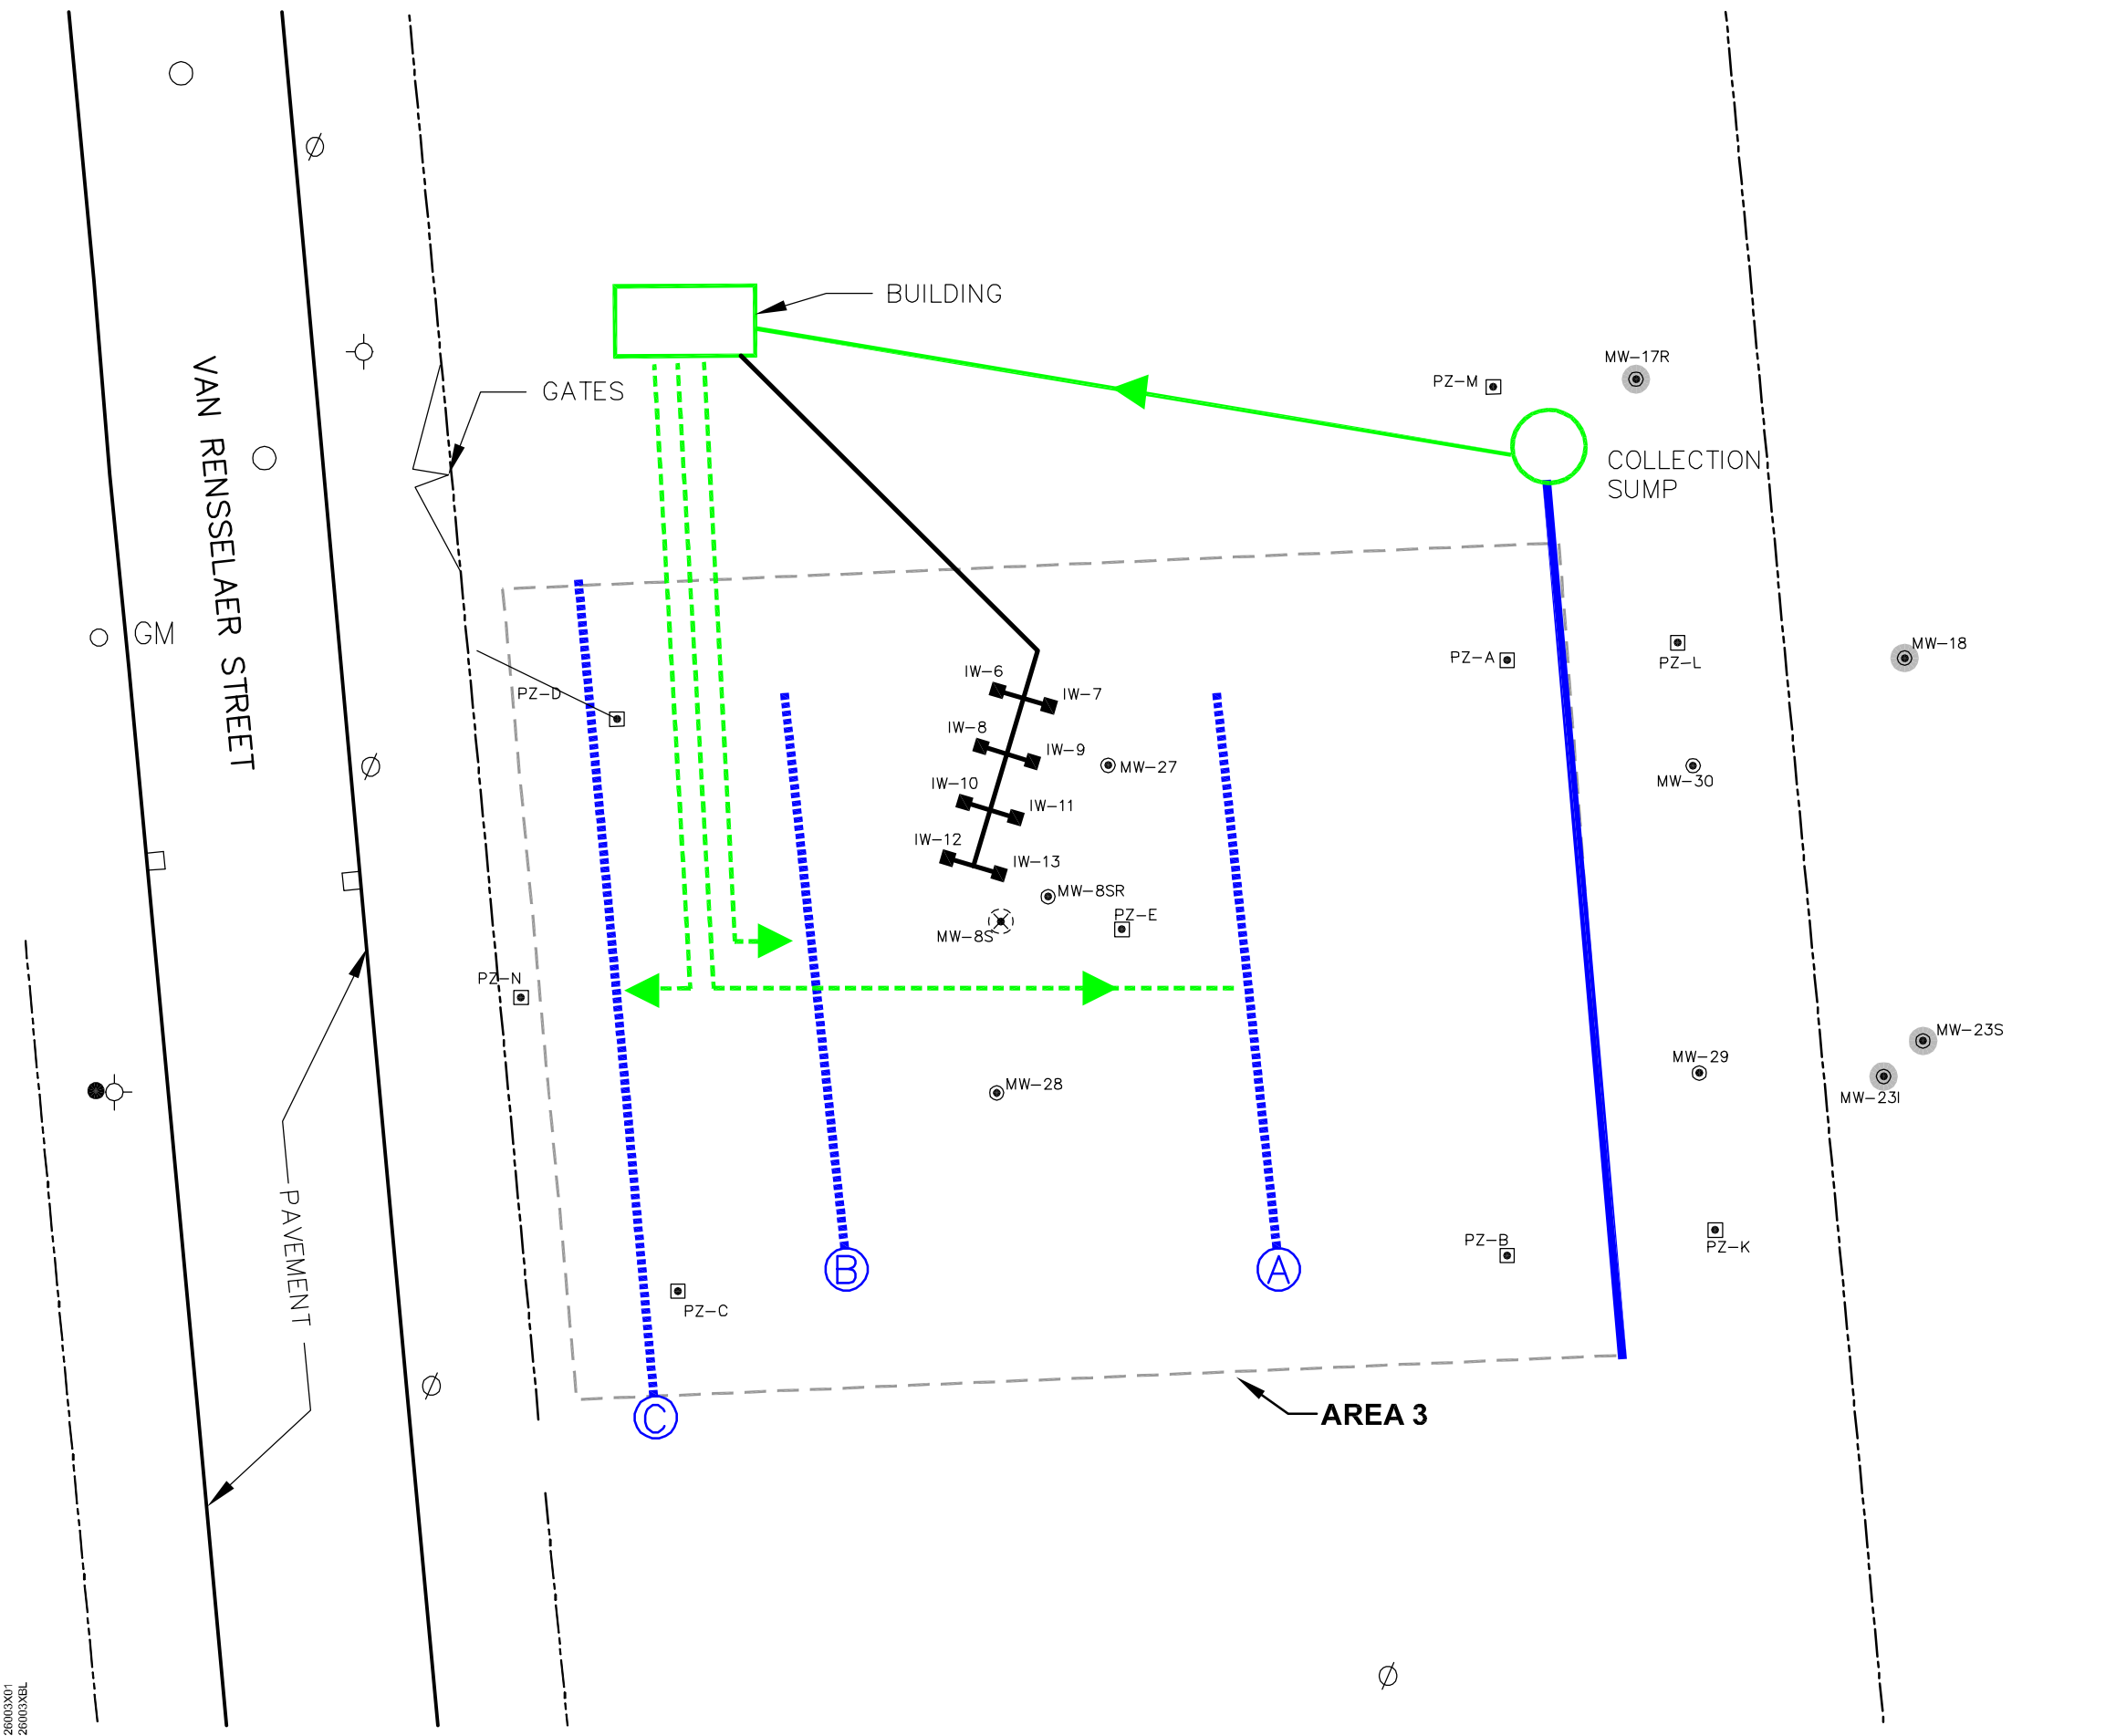 BUILDING
MW-17R
PZ-M
GATES
COLLECTION
SUMP
VAN RENSSELAER STREET
GM
MW-18
PZ-A
PZ-L
IW-6
IW-7
PZ-D
IW-8
IW-9
MW-27
MW-30
IW-10
IW-11
IW-12
IW-13
MW-8SR
PZ-E
MW-8S
PZ-N
MW-23S
MW-29
MW-28
MW-23I
PAVEMENT
PZ-B
PZ-K
B
A
PZ-C
C
AREA 3
26003X01
26003XBL